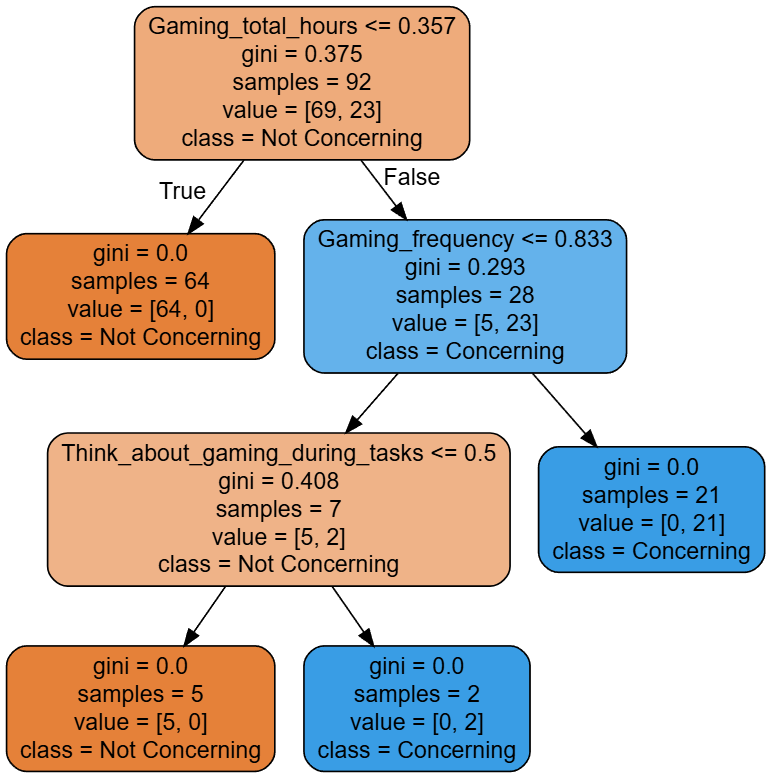 Gaming_total_hours <= 0.357
gini = 0.375
samples = 92
value = [69, 23]
class = Not Concerning
True
False
gini = 0.0
samples = 64
value = [64, 0]
class = Not Concerning
Gaming_frequency <= 0.833
gini = 0.293
samples = 28
value = [5, 23]
class = Concerning
Think_about_gaming_during_tasks <= 0.5
gini = 0.408
samples = 7
value = [5, 2]
class = Not Concerning
gini = 0.0
samples = 21
value = [0, 21]
class = Concerning
gini = 0.0
samples = 5
value = [5, 0]
class = Not Concerning
gini = 0.0
samples = 2
value = [0, 2]
class = Concerning